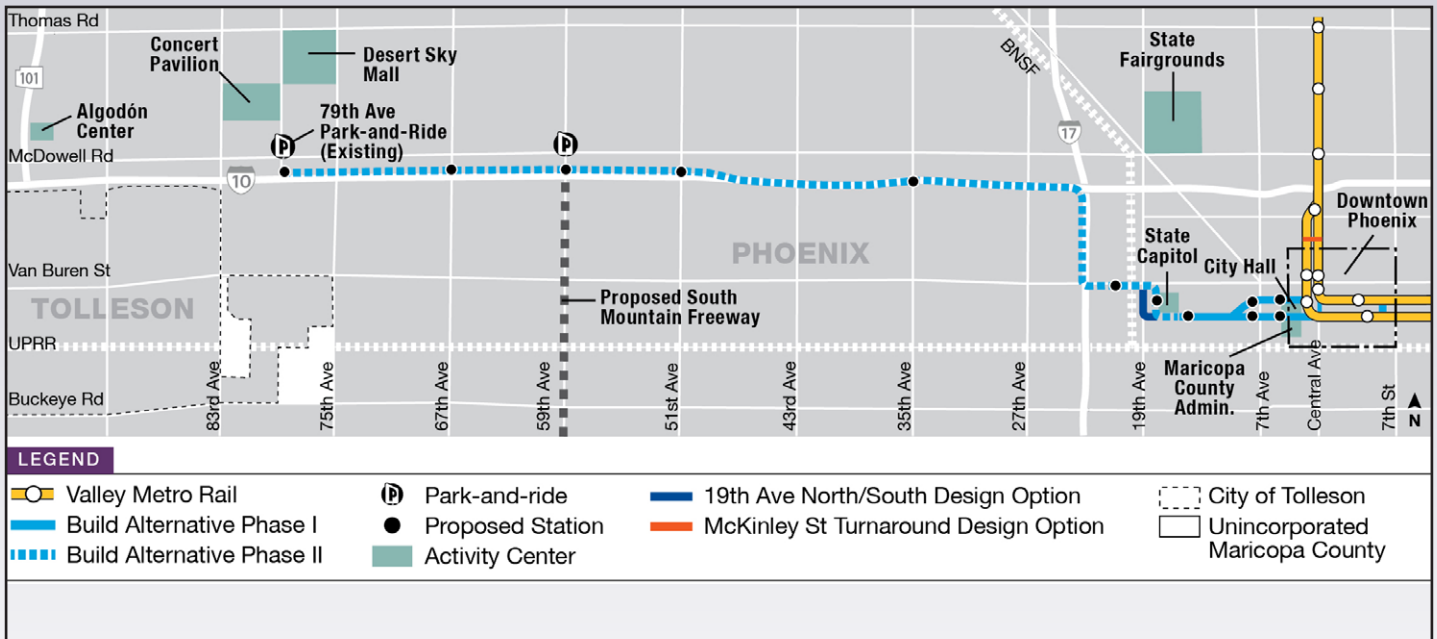 Thomas Rd
101
Concert
Pavilion
Desert Sky
Mall
Algodón
Center
79th Ave
Park-and-Ride
(Existing)
P
P
McDowell Rd
10
BNSF
17
State
Fairgrounds
Downtown
Phoenix
State
Capitol
City Hall
PHOENIX
Van Buren St
TOLLESON
Proposed South
Mountain Freeway
UPRR
Buckeye Rd
83rd Ave
75th Ave
67th Ave
59th Ave
51st Ave
43rd Ave
35th Ave
27th Ave
19th Ave
Maricopa
County
Admin.
7th Ave
Central Ave
7th St
N
LEGEND
Valley Metro Rail
Build Alternative Phase I
Build Alternative Phase II
P
Park-and-ride
Proposed Station
Activity Center
19th Ave North/South Design Option
McKinley St Turnaround Design Option
City of Tolleson
Unincorporated
Maricopa County